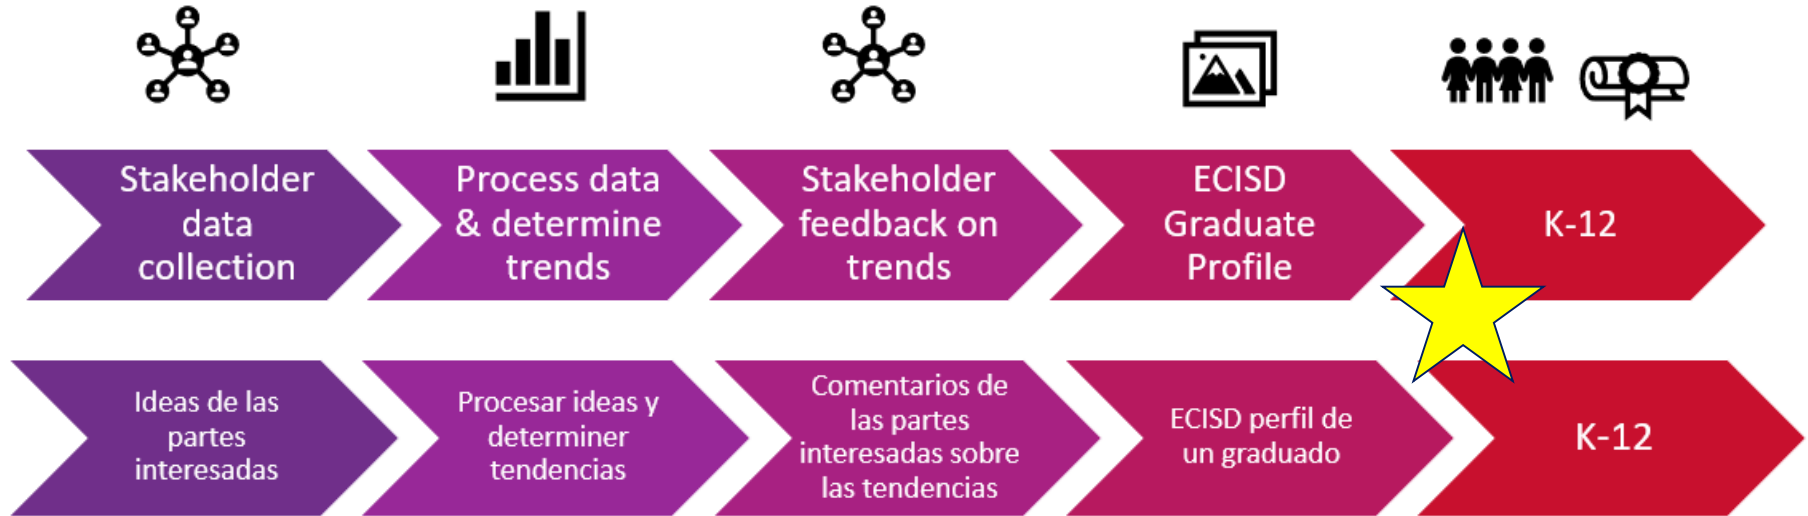 Stakeholder
data
collection
Process data
& determine
trends
Stakeholder
feedback on
trends
ECISD
Graduate
Profile
K-12
Ideas de las
partes
interesadas
Procesar ideas y
determiner
tendencias
Comentarios de
las partes
interesadas sobre
las tendencias
ECISD perfil de
un graduado
K-12